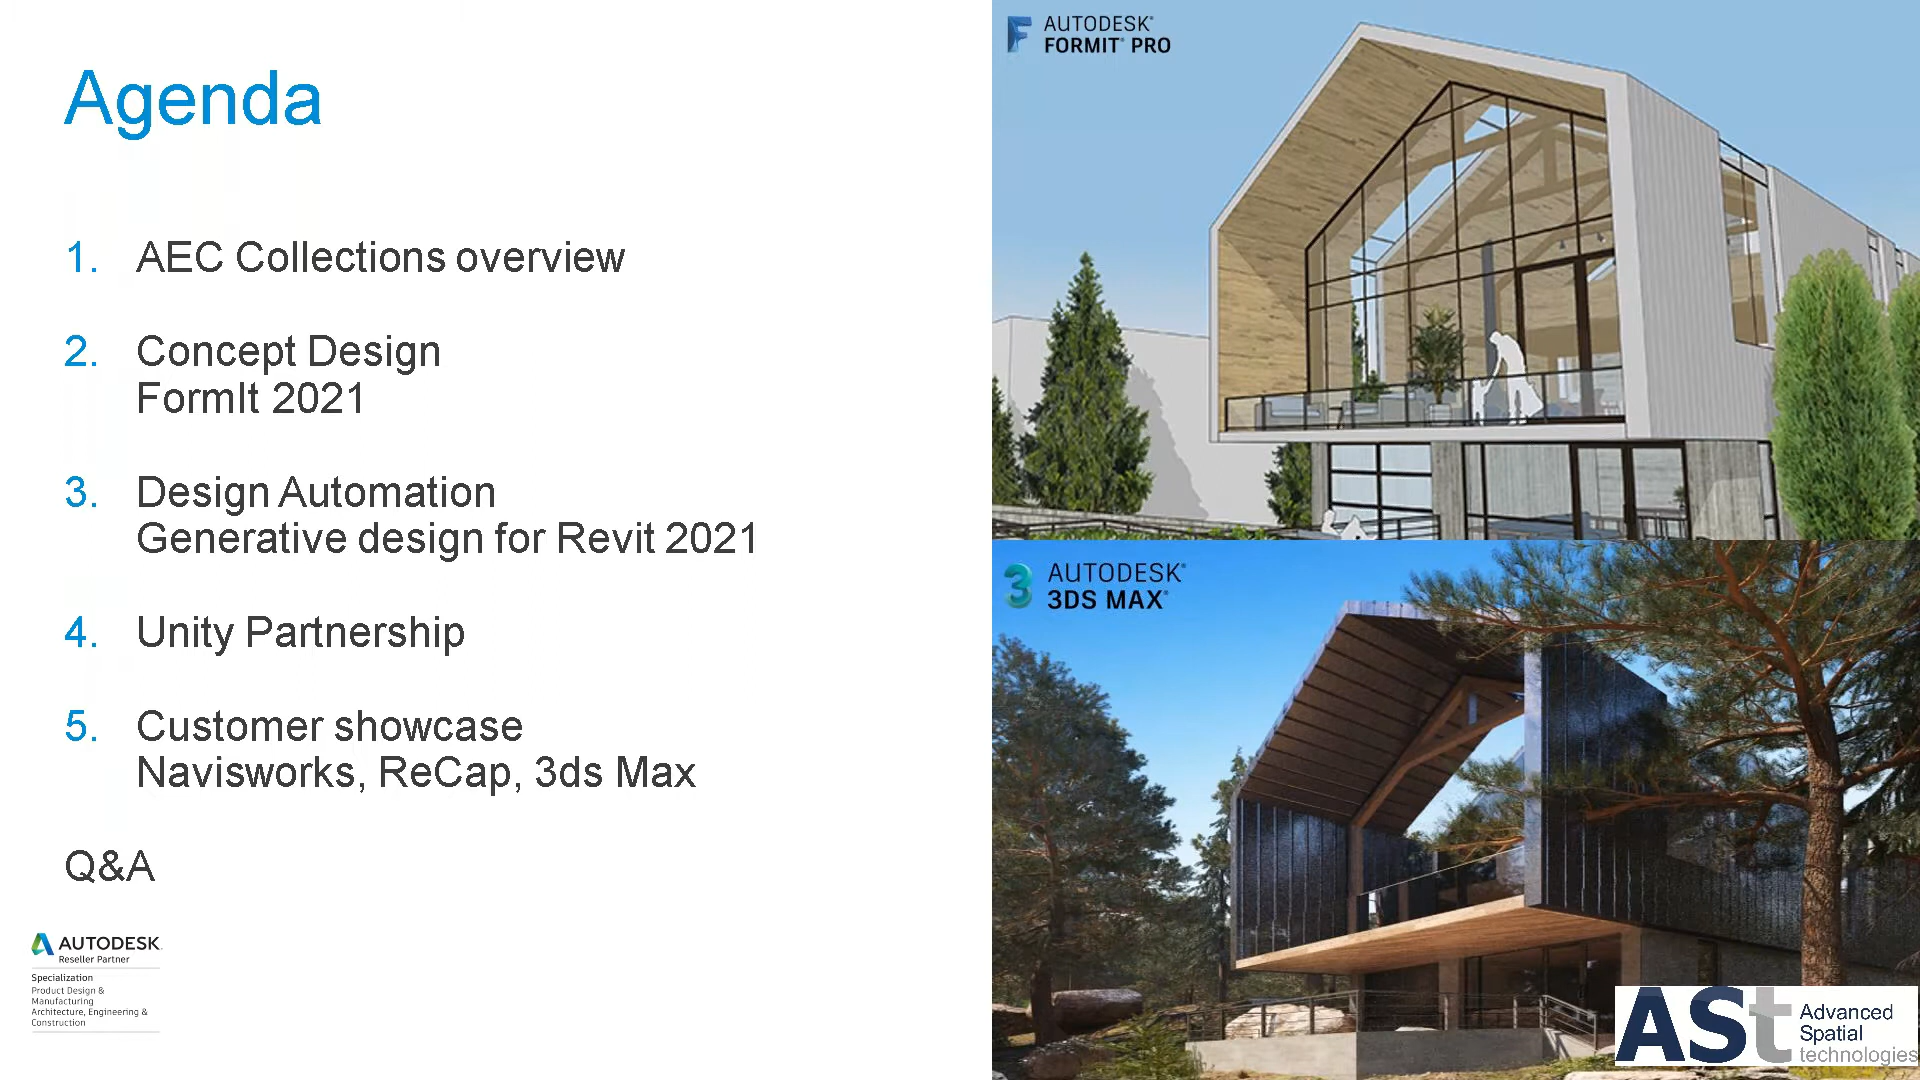 Agenda
1. AEC Collections overview
2. Concept Design
FormIt 2021
3. Design Automation
Generative design for Revit 2021
4. Unity Partnership
5. Customer showcase
Navisworks, ReCap, 3ds Max
Q&A
AUTODESK
Reseller Partner
Specialization
Product Design &
Manufacturing
Architecture, Engineering &
Construction
AUTODESK®
FORMIT® PRO
3 AUTODESK®
3DS MAX®
ASt Advanced
Spatial
technologies